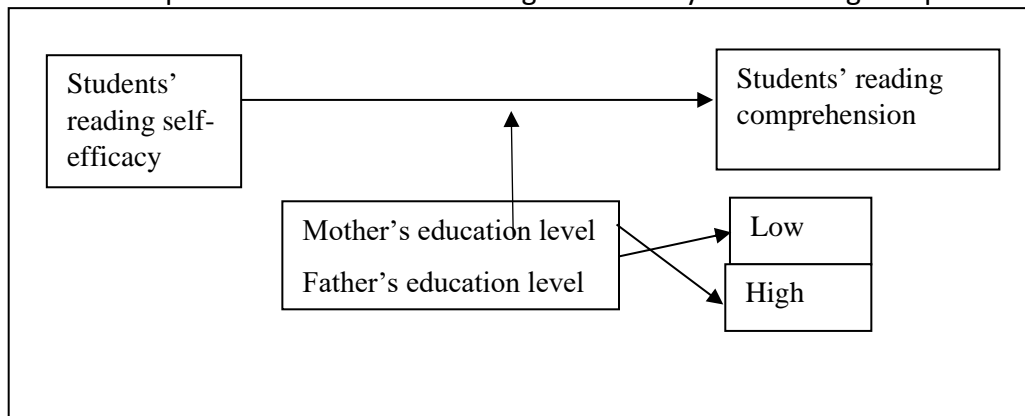 Students’
reading self-
efficacy
Students’ reading
comprehension
Mother’s education level
Father’s education level
Low
High